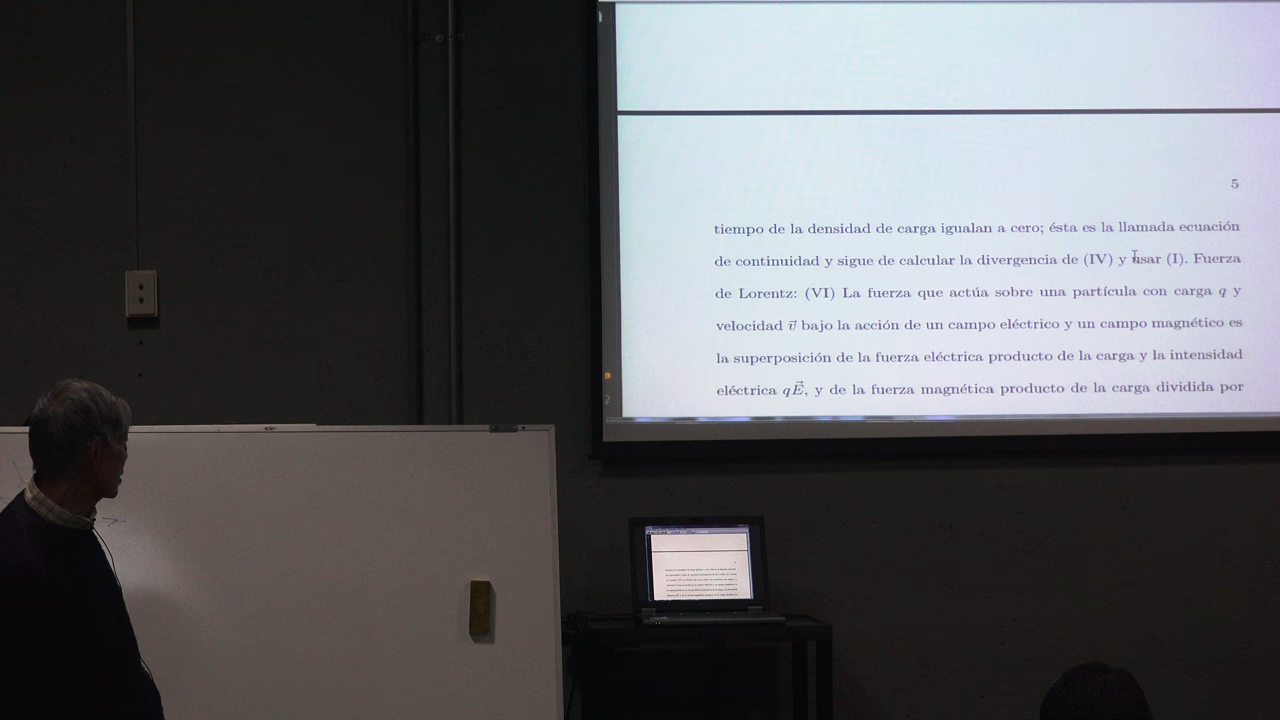 5
tiempo de la densidad de carga igualan a cero; ésta es la llamada ecuación
de continuidad y sigue de calcular la divergencia de (IV) y usar (I). Fuerza
de Lorentz: (VI) La fuerza que actúa sobre una partícula con carga q y
velocidad v⃗ bajo la acción de un campo eléctrico y un campo magnético es
la superposición de la fuerza eléctrica producto de la carga y la intensidad
eléctrica qE⃗, y de la fuerza magnética producto de la carga dividida por
2